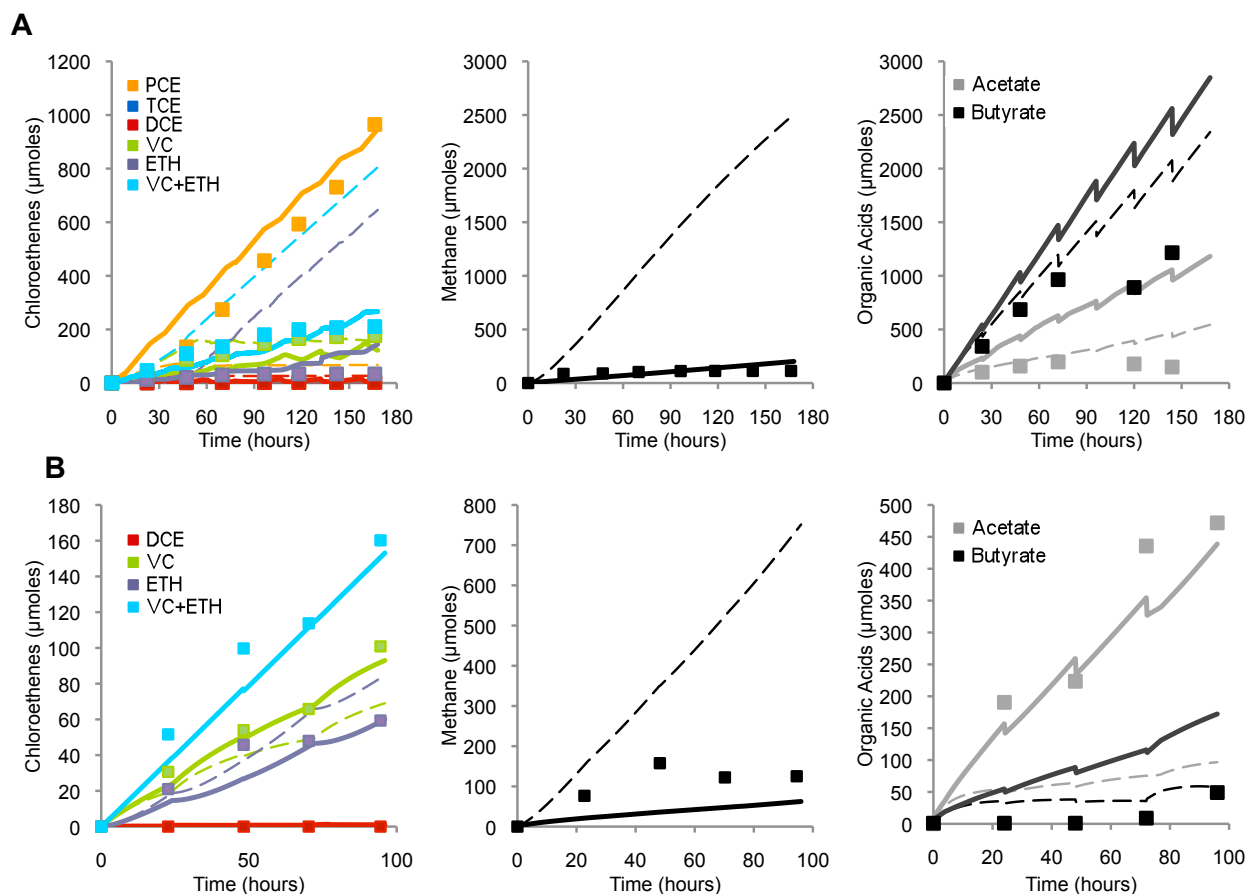 A
Chloroethenes (μmoles)
1200
1000
800
600
400
200
0
PCE
TCE
DCE
VC
ETH
VC+ETH
0 30 60 90 120 150 180
Time (hours)
Methane (μmoles)
3000
2500
2000
1500
1000
500
0
0 30 60 90 120 150 180
Time (hours)
Organic Acids (μmoles)
3000
2500
2000
1500
1000
500
0
Acetate
Butyrate
0 30 60 90 120 150 180
Time (hours)
B
Chloroethenes (μmoles)
180
160
140
120
100
80
60
40
20
0
DCE
VC
ETH
VC+ETH
0 50 100
Time (hours)
Methane (μmoles)
800
700
600
500
400
300
200
100
0
0 20 40 60 80 100
Time (hours)
Organic Acids (μmoles)
500
450
400
350
300
250
200
150
100
50
0
Acetate
Butyrate
0 20 40 60 80 100
Time (hours)